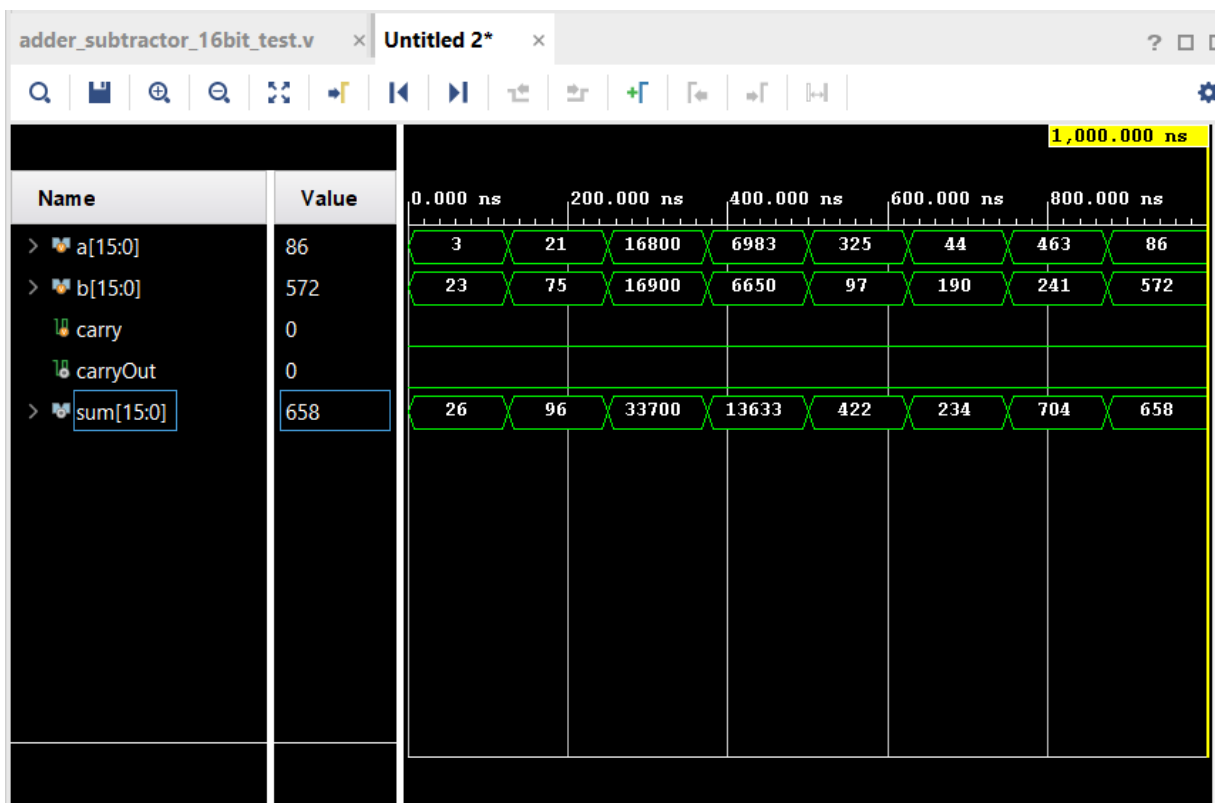 adder_subtractor_16bit_test.v × Untitled 2* × ?
1,000.000 ns
Name Value 0.000 ns 200.000 ns 400.000 ns 600.000 ns 800.000 ns
> a[15:0] 86 3 21 16800 6983 325 44 463 86
> b[15:0] 572 23 75 16900 6650 97 190 241 572
carry 0
carryOut 0
> sum[15:0] 658 26 96 33700 13633 422 234 704 658